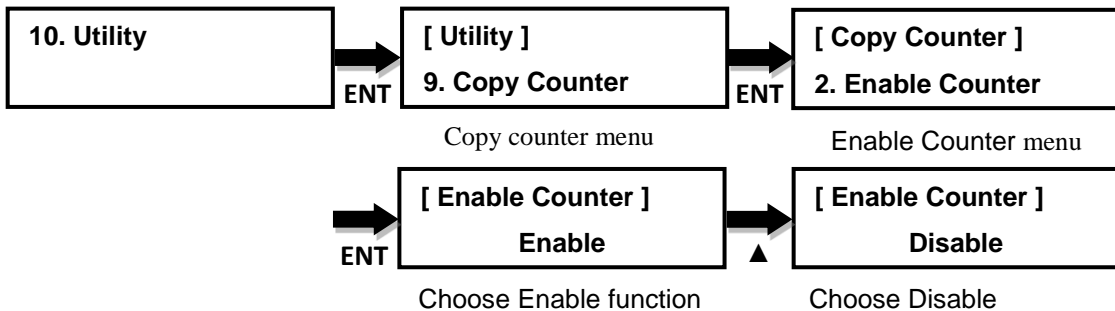 10. Utility
ENT
[ Utility ]
9. Copy Counter
ENT
[ Copy Counter ]
2. Enable Counter
Copy counter menu
Enable Counter menu
ENT
[ Enable Counter ]
Enable
▲
[ Enable Counter ]
Disable
Choose Enable function
Choose Disable